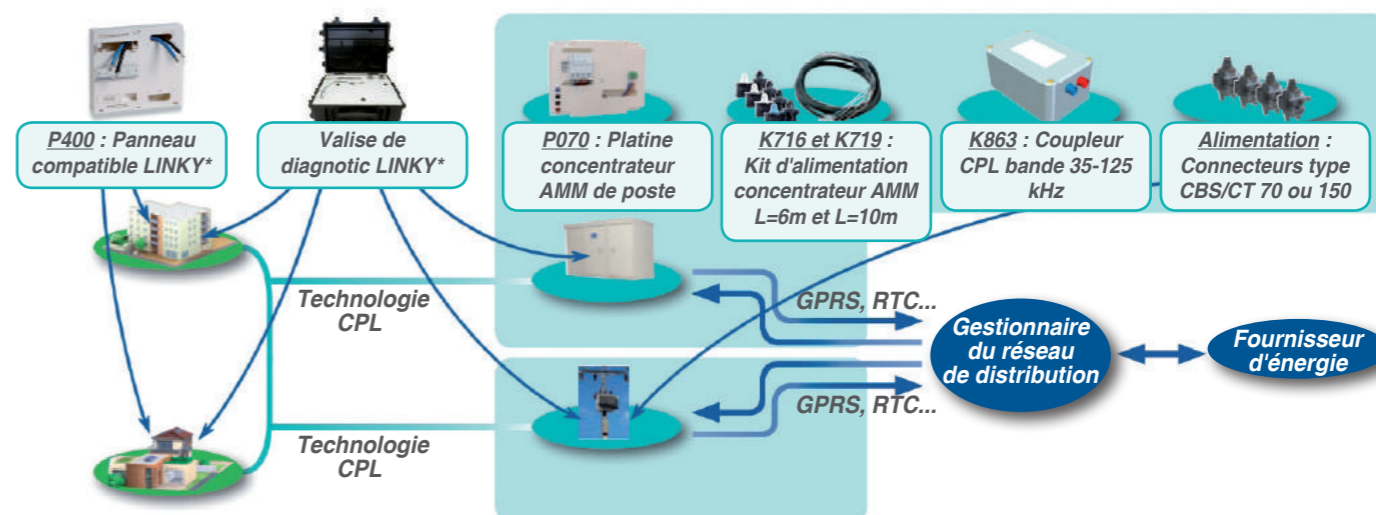 P400 : Panneau
compatible LINKY*
Valise de
diagnotic LINKY*
P070 : Platine
concentrateur
AMM de poste
K716 et K719 :
Kit d'alimentation
concentrateur AMM
L=6m et L=10m
K863 : Coupleur
CPL bande 35-125
kHz
Alimentation :
Connecteurs type
CBS/CT 70 ou 150
Technologie
CPL
GPRS, RTC...
Gestionnaire
du réseau
de distribution
Fournisseur
d'énergie
GPRS, RTC...
Technologie
CPL